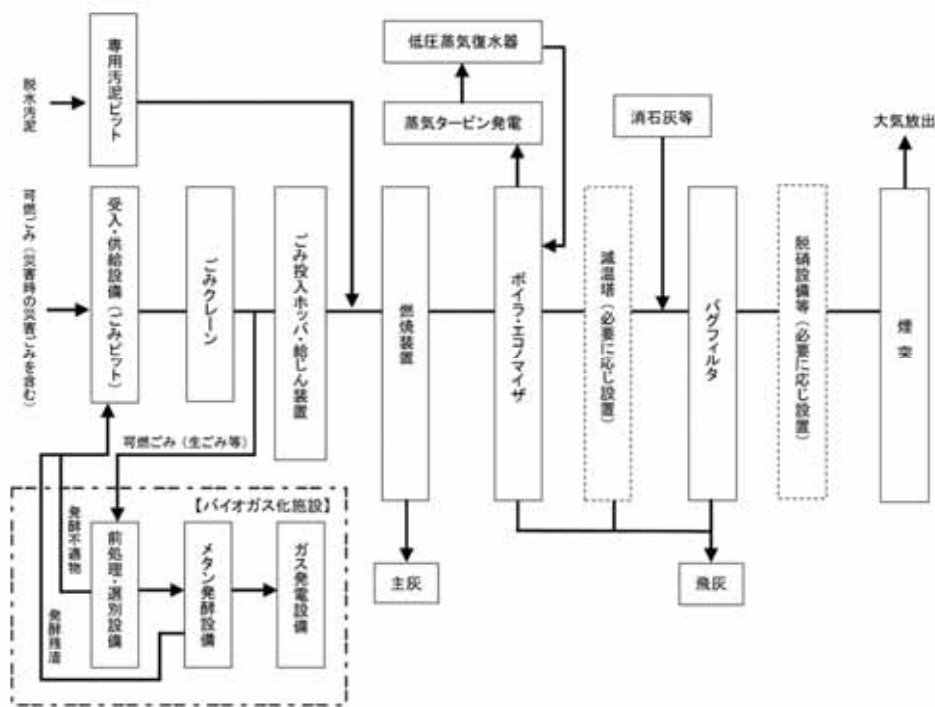 脱水汚泥
専用汚泥ピット
低圧蒸気復水器
蒸気タービン発電
消石灰等
大気放出
可燃ごみ（災害時の災害ごみを含む）
受入・供給設備（ごみピット）
ごみクレーン
ごみ投入ホッパ・給じん装置
燃焼装置
ボイラ・エコノマイザ
減温塔（必要に応じ設置）
バグフィルタ
脱硝設備等（必要に応じ設置）
煙突
可燃ごみ（生ごみ等）
【バイオガス化施設】
発酵不適物
発酵残渣
前処理・選別設備
メタン発酵設備
ガス発電設備
主灰
飛灰